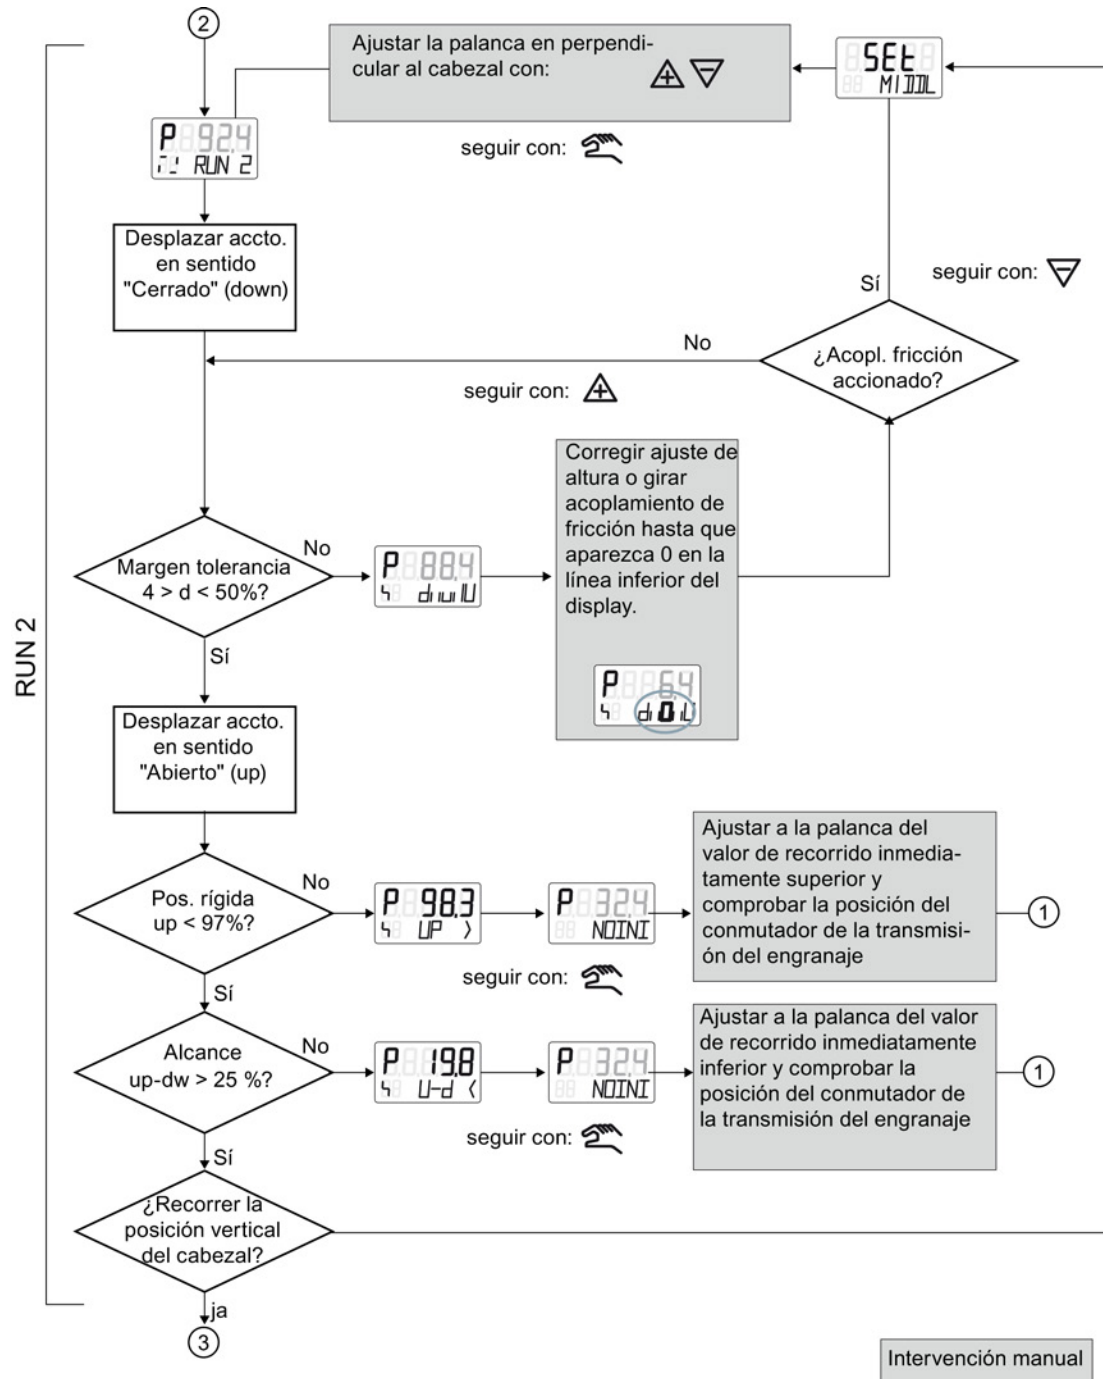 2
Ajustar la palanca en perpendi-
cular al cabezal con:
SEt
MIDDL
seguir con:
P 92.4
RUN 2
Desplazar accto.
en sentido
"Cerrado" (down)
seguir con:
Sí
No
¿Acopl. fricción
accionado?
seguir con:
Corregir ajuste de
altura o girar
acoplamiento de
fricción hasta que
aparezca 0 en la
línea inferior del
display.
Margen tolerancia
4 > d < 50%?
No
P 88.4
P 6.4
0
Sí
RUN 2
Desplazar accto.
en sentido
"Abierto" (up)
Pos. rígida
up < 97%?
No
P 98.3
UP >
P 32.4
NOINI
seguir con:
Ajustar a la palanca del
valor de recorrido inmedia-
tamente superior y
comprobar la posición del
conmutador de la transmisi-
ón del engranaje
1
Sí
Alcance
up-dw > 25 %?
No
P 19.8
U-d <
P 32.4
NOINI
seguir con:
Ajustar a la palanca del valor
de recorrido inmediatamente
inferior y comprobar la
posición del conmutador de
la transmisión del engranaje
1
Sí
¿Recorrer la
posición vertical
del cabezal?
ja
3
Intervención manual